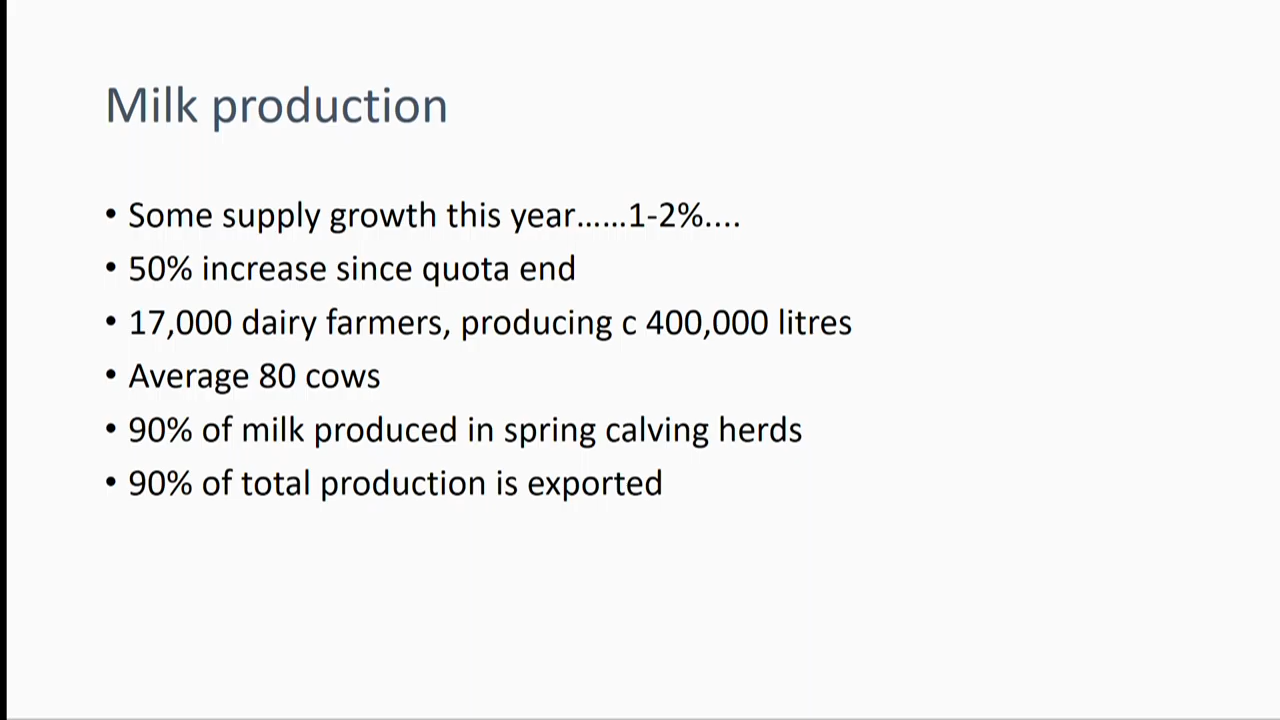 Milk production
• Some supply growth this year......1-2%....
• 50% increase since quota end
• 17,000 dairy farmers, producing c 400,000 litres
• Average 80 cows
• 90% of milk produced in spring calving herds
• 90% of total production is exported